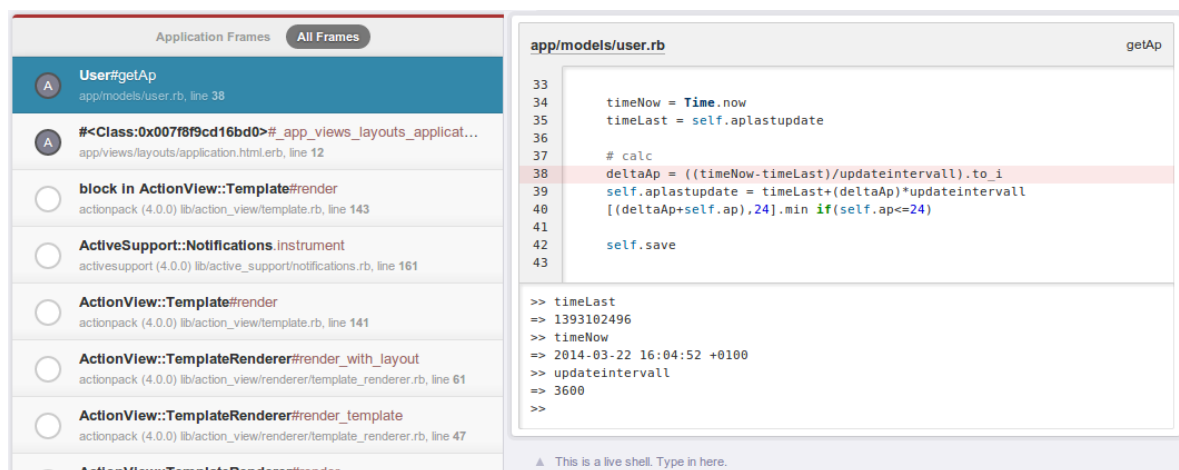 Application Frames All Frames
A
User#getAp
app/models/user.rb, line 38
A
#<Class:0x007f8f9cd16bd0>#_app_views_layouts_applicat...
app/views/layouts/application.html.erb, line 12
block in ActionView::Template#render
actionpack (4.0.0) lib/action_view/template.rb, line 143
ActiveSupport::Notifications.instrument
activesupport (4.0.0) lib/active_support/notifications.rb, line 161
ActionView::Template#render
actionpack (4.0.0) lib/action_view/template.rb, line 141
ActionView::TemplateRenderer#render_with_layout
actionpack (4.0.0) lib/action_view/renderer/template_renderer.rb, line 61
ActionView::TemplateRenderer#render_template
actionpack (4.0.0) lib/action_view/renderer/template_renderer.rb, line 47
ActionView::TemplateRenderer#render
app/models/user.rb getAp
33
34 timeNow = Time.now
35 timeLast = self.aplastupdate
36
37 # calc
38 deltaAp = ((timeNow-timeLast)/updateintervall).to_i
39 self.aplastupdate = timeLast+(deltaAp)*updateintervall
40 [(deltaAp+self.ap),24].min if(self.ap<=24)
41
42 self.save
43
>> timeLast
=> 1393102496
>> timeNow
=> 2014-03-22 16:04:52 +0100
>> updateintervall
=> 3600
>>
▲ This is a live shell. Type in here.